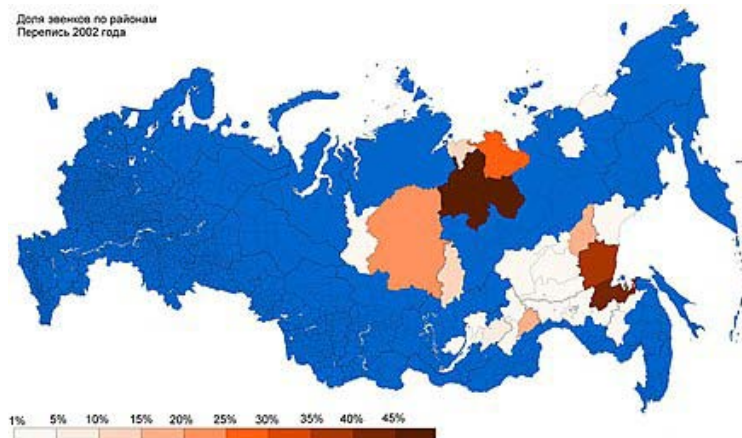 Доля эвенков по районам
Перепись 2002 года
1% 5% 10% 15% 20% 25% 30% 35% 40% 45%